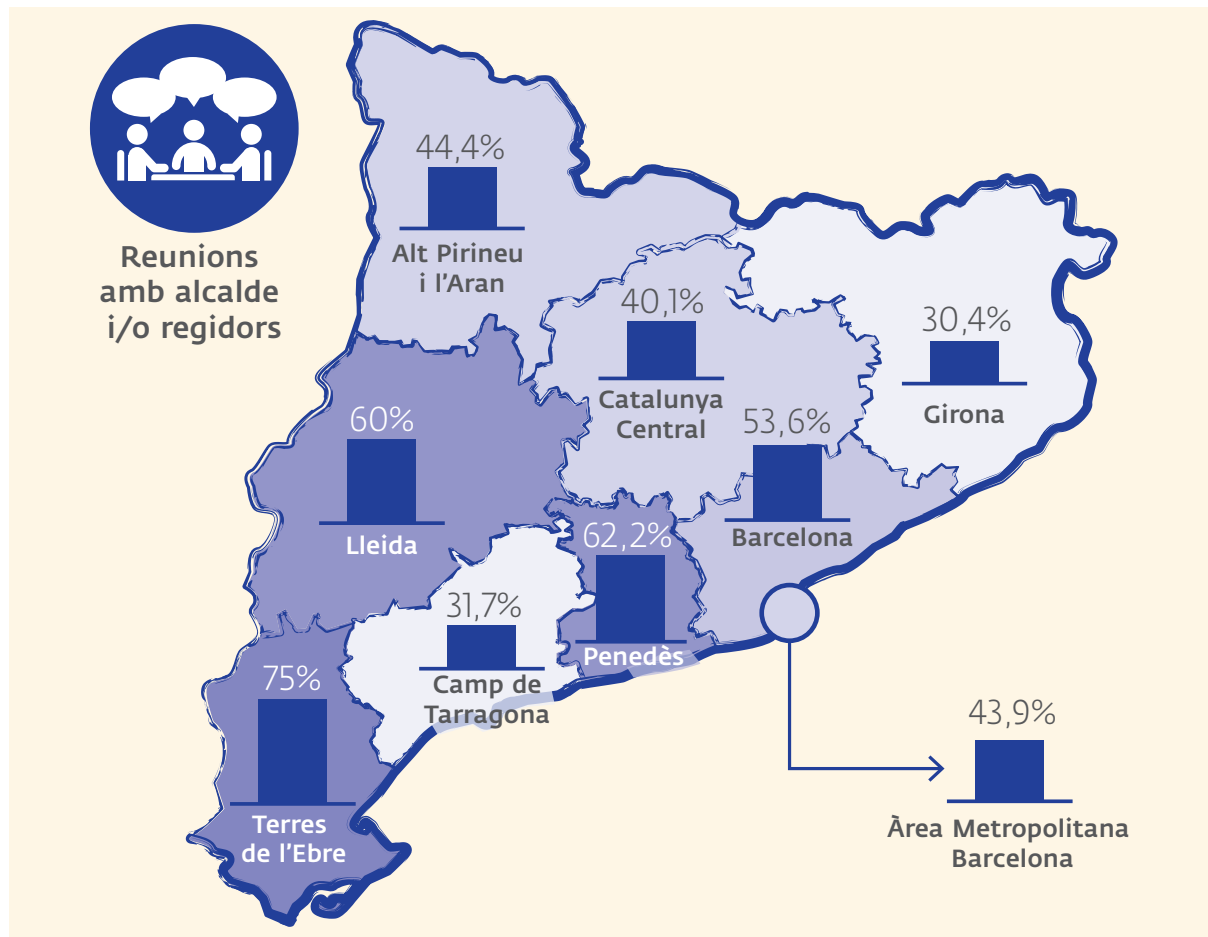 Reunions
amb alcalde
i/o regidors
44,4%
Alt Pirineu
i l'Aran
40,1%
Catalunya
Central
30,4%
Girona
60%
Lleida
53,6%
Barcelona
62,2%
Penedès
31,7%
Camp de
Tarragona
75%
Terres
de l'Ebre
43,9%
Àrea Metropolitana
Barcelona